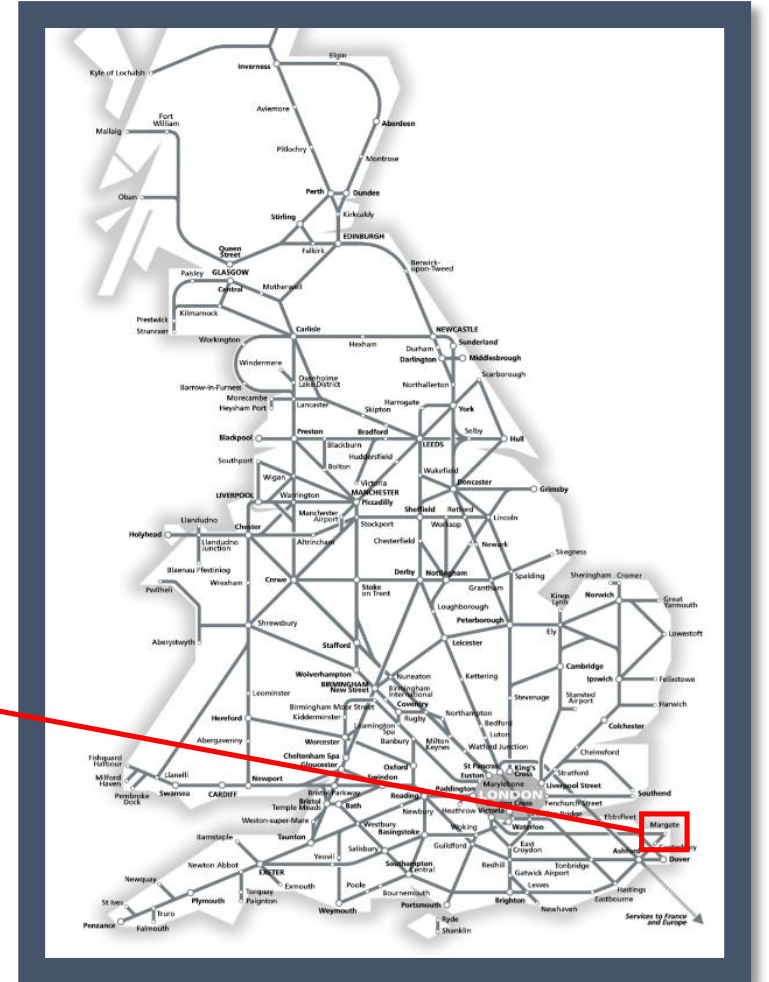 Elgin
Inverness
Kyle of Lochalsh
Aviemore
Fort
William
Aberdeen
Mallaig
Pitlochry
Montrose
Perth
Dundee
Oban
Stirling
Kirkcaldy
EDINBURGH
Queen
Street
Falkirk
Berwick-
upon-Tweed
Paisley
GLASGOW
Central
Motherwell
Kilmarnock
Prestwick
Stranraer
Carlisle
NEWCASTLE
Workington
Hexham
Sunderland
Durham
Darlington
Middlesbrough
Windermere
Scarborough
Oxenholme
Lake District
Barrow-in-Furness
Northallerton
Morecambe
Heysham Port
Lancaster
Harrogate
Skipton
York
Preston
Bradford
Selby
Blackpool
Blackburn
LEEDS
Hull
Huddersfield
Southport
Bolton
Wakefield
Wigan
Victoria
MANCHESTER
Piccadilly
Doncaster
Grimsby
LIVERPOOL
Warrington
Manchester
Airport
Sheffield
Retford
Llandudno
Chester
Stockport
Worksop
Lincoln
Holyhead
Llandudno
Junction
Altrincham
Chesterfield
Newark
Skegness
Blaenau Ffestiniog
Derby
Nottingham
Pwllheli
Wrexham
Crewe
Stoke
on Trent
Grantham
Spalding
Sheringham
Cromer
Kings
Lynn
Norwich
Great
Yarmouth
Loughborough
Peterborough
Shrewsbury
Ely
Lowestoft
Aberystwyth
Stafford
Leicester
Wolverhampton
Cambridge
BIRMINGHAM
New Street
Nuneaton
Kettering
Ipswich
Felixstowe
Birmingham
International
Leominster
Stevenage
Stansted
Airport
Birmingham Moor Street
Coventry
Harwich
Hereford
Kidderminster
Rugby
Northampton
Leamington
Spa
Bedford
Colchester
Abergavenny
Worcester
Banbury
Milton
Keynes
Luton
Watford Junction
Chelmsford
Cheltenham Spa
Gloucester
Oxford
St Pancras
Euston
King's
Cross
Stratford
Fishguard
Harbour
Llanelli
Newport
Swindon
Paddington
Marylebone
Liverpool Street
Milford
Haven
Pembroke
Dock
Swansea
CARDIFF
Bristol Parkway
Reading
LONDON
Southend
Bristol
Temple Meads
Bath
Newbury
Heathrow
Victoria
Fenchurch Street
Weston-super-Mare
Westbury
Basingstoke
Woking
Waterloo
Ebbsfleet
Margate
Barnstaple
Taunton
Salisbury
Guildford
East
Croydon
Ashford
Yeovil
Dover
Newton Abbot
Southampton
Central
Redhill
Tonbridge
EXETER
Gatwick Airport
Newquay
Exmouth
Poole
Lewes
Hastings
Torquay
Paignton
Bournemouth
Eastbourne
St Ives
Plymouth
Weymouth
Portsmouth
Brighton
Newhaven
Truro
Ryde
Services to France
and Europe
Penzance
Falmouth
Shanklin